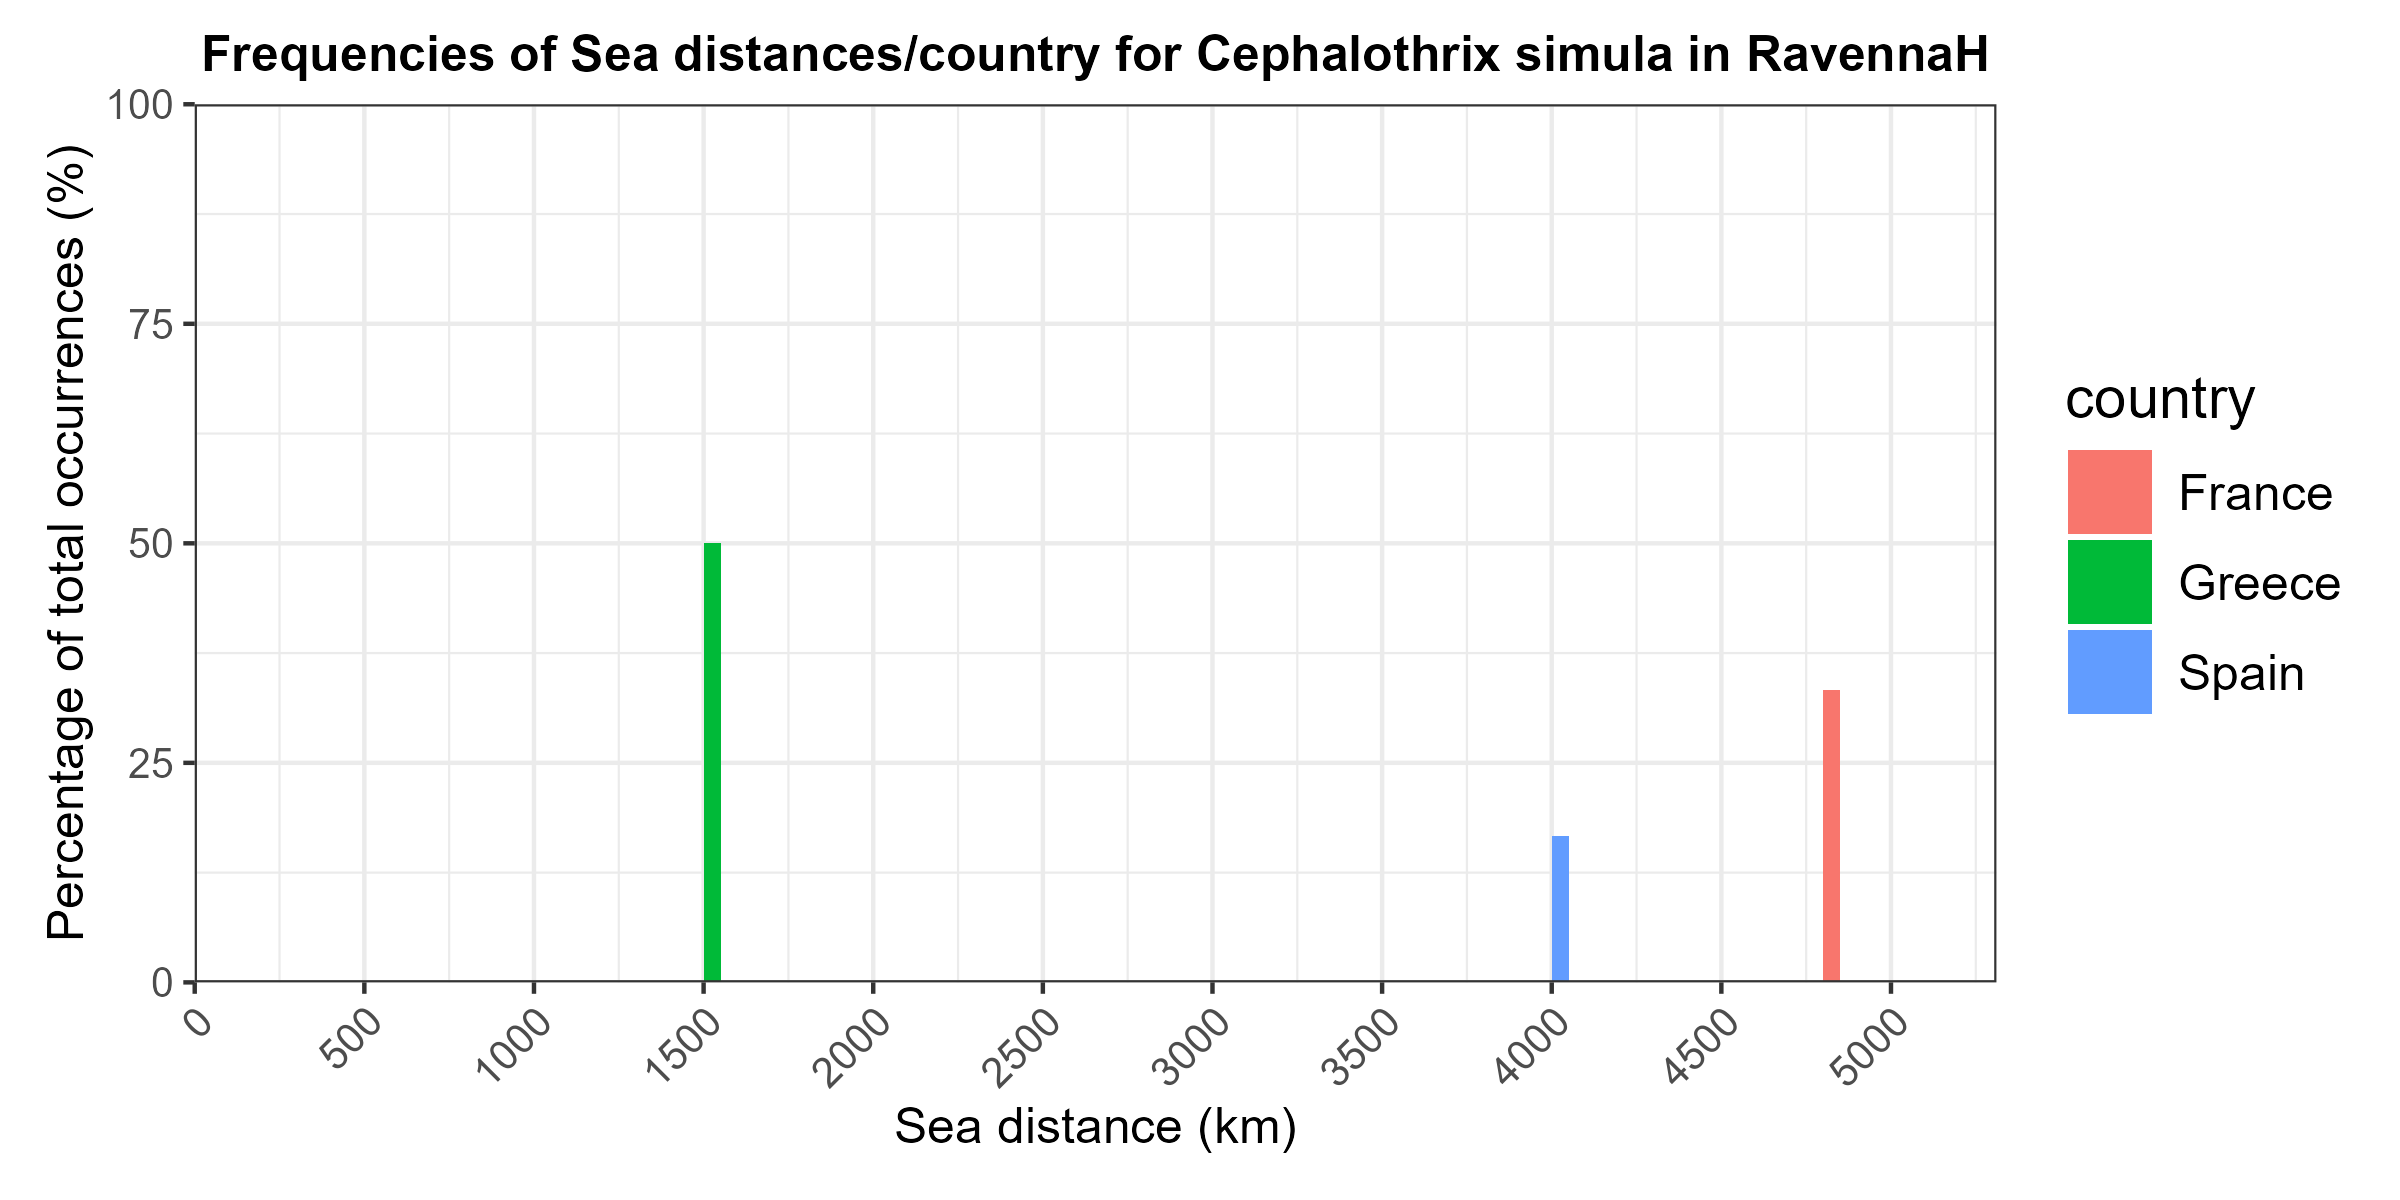 Frequencies of Sea distances/country for Cephalothrix simula in RavennaH
Percentage of total occurrences (%)
100
75
50
25
0
0
500
1000
1500
2000
2500
3000
3500
4000
4500
5000
Sea distance (km)
country
France
Greece
Spain